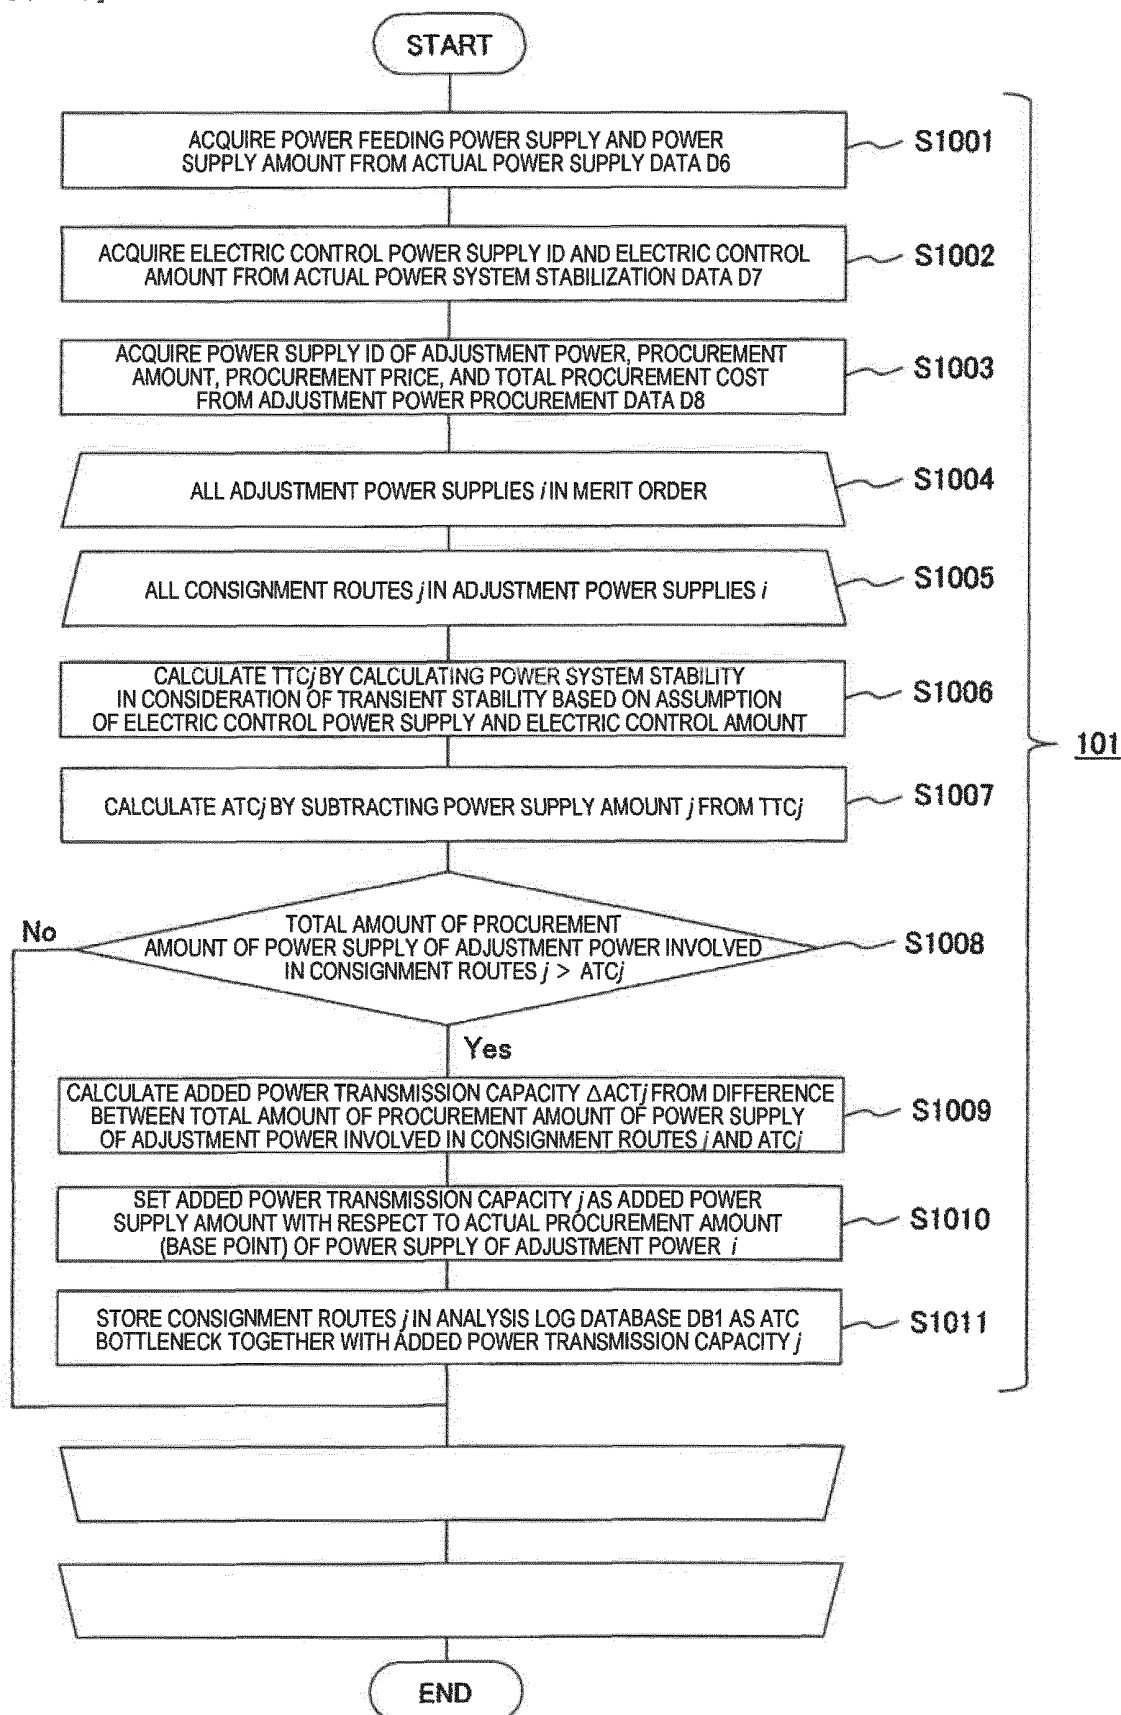 START
ACQUIRE POWER FEEDING POWER SUPPLY AND POWER
SUPPLY AMOUNT FROM ACTUAL POWER SUPPLY DATA D6
S1001
ACQUIRE ELECTRIC CONTROL POWER SUPPLY ID AND ELECTRIC CONTROL
AMOUNT FROM ACTUAL POWER SYSTEM STABILIZATION DATA D7
S1002
ACQUIRE POWER SUPPLY ID OF ADJUSTMENT POWER, PROCUREMENT
AMOUNT, PROCUREMENT PRICE, AND TOTAL PROCUREMENT COST
FROM ADJUSTMENT POWER PROCUREMENT DATA D8
S1003
ALL ADJUSTMENT POWER SUPPLIES i IN MERIT ORDER
S1004
ALL CONSIGNMENT ROUTES j IN ADJUSTMENT POWER SUPPLIES i
S1005
CALCULATE TTCj BY CALCULATING POWER SYSTEM STABILITY
IN CONSIDERATION OF TRANSIENT STABILITY BASED ON ASSUMPTION
OF ELECTRIC CONTROL POWER SUPPLY AND ELECTRIC CONTROL AMOUNT
S1006
101
CALCULATE ATCj BY SUBTRACTING POWER SUPPLY AMOUNT j FROM TTCj
S1007
No
TOTAL AMOUNT OF PROCUREMENT
AMOUNT OF POWER SUPPLY OF ADJUSTMENT POWER INVOLVED
IN CONSIGNMENT ROUTES j > ATCj
S1008
Yes
CALCULATE ADDED POWER TRANSMISSION CAPACITY ΔACTj FROM DIFFERENCE
BETWEEN TOTAL AMOUNT OF PROCUREMENT AMOUNT OF POWER SUPPLY
OF ADJUSTMENT POWER INVOLVED IN CONSIGNMENT ROUTES j AND ATCj
S1009
SET ADDED POWER TRANSMISSION CAPACITY j AS ADDED POWER
SUPPLY AMOUNT WITH RESPECT TO ACTUAL PROCUREMENT AMOUNT
(BASE POINT) OF POWER SUPPLY OF ADJUSTMENT POWER i
S1010
STORE CONSIGNMENT ROUTES j IN ANALYSIS LOG DATABASE DB1 AS ATC
BOTTLENECK TOGETHER WITH ADDED POWER TRANSMISSION CAPACITY j
S1011
END